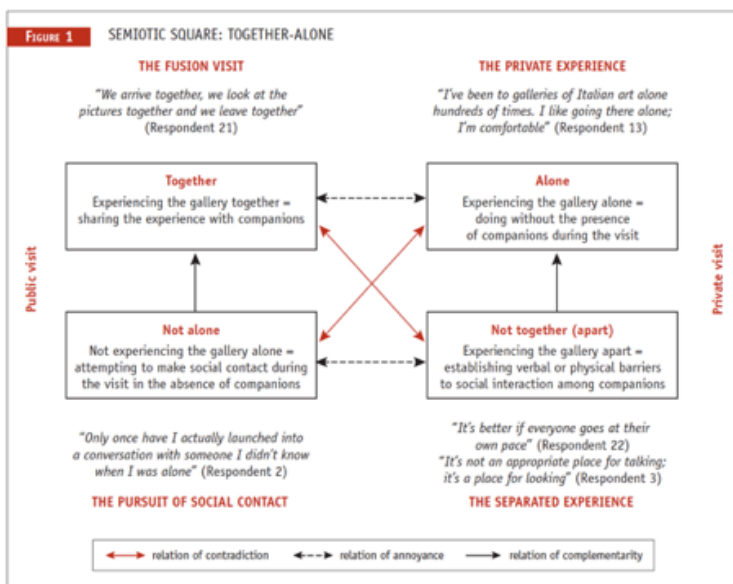 FIGURE 1 SEMIOTIC SQUARE: TOGETHER-ALONE
THE FUSION VISIT
"We arrive together, we look at the
pictures together and we leave together"
(Respondent 21)
THE PRIVATE EXPERIENCE
"I've been to galleries of Italian art alone
hundreds of times. I like going there alone;
I'm comfortable" (Respondent 13)
Public visit
Together
Experiencing the gallery together =
sharing the experience with companions
Alone
Experiencing the gallery alone =
doing without the presence
of companions during the visit
Private visit
Not alone
Not experiencing the gallery alone =
attempting to make social contact during
the visit in the absence of companions
Not together (apart)
Experiencing the gallery apart =
establishing verbal or physical barriers
to social interaction among companions
"Only once have I actually launched into
a conversation with someone I didn't know
when I was alone" (Respondent 2)
THE PURSUIT OF SOCIAL CONTACT
"It's better if everyone goes at their
own pace" (Respondent 22)
"It's not an appropriate place for talking;
it's a place for looking" (Respondent 3)
THE SEPARATED EXPERIENCE
relation of contradiction relation of annoyance relation of complementarity